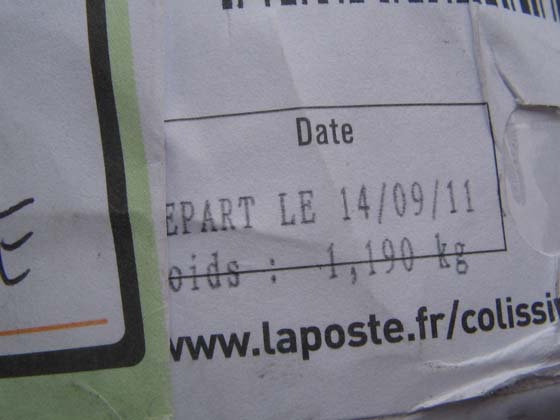 Date
EPART LE 14/09/11
oids : 1,190 kg
www.laposte.fr/colissi
E